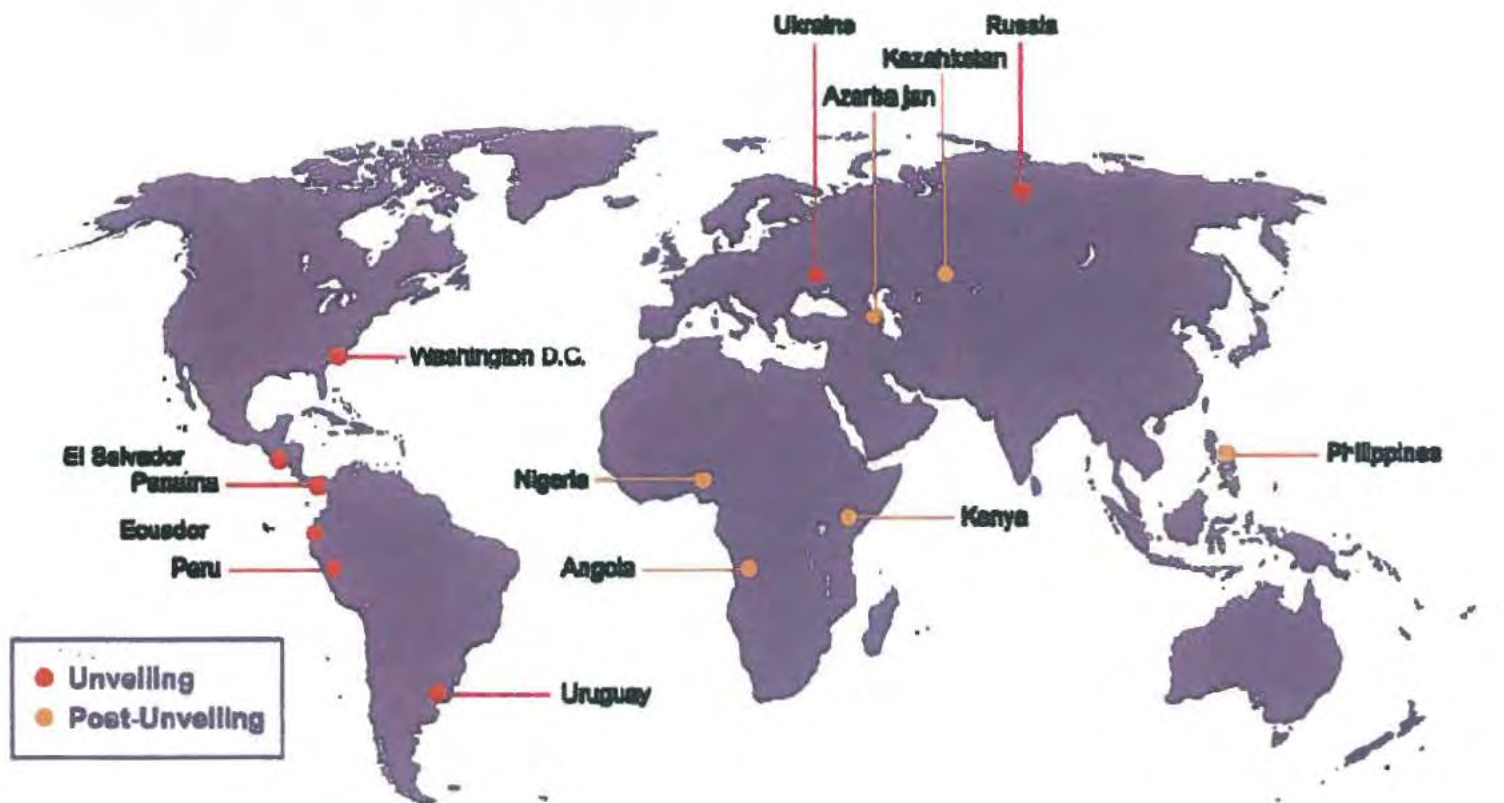 Ukraine
Russia
Kazahkstan
Azerbaijan
Washington D.C.
El Salvador
Panama
Ecuador
Peru
Nigeria
Angola
Kenya
Philippines
Uruguay
Unveiling
Post-Unveiling